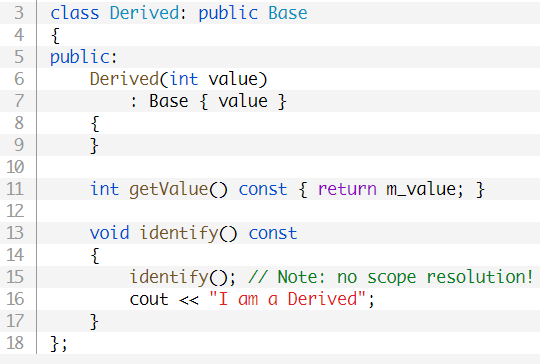 3 class Derived: public Base
4 {
5 public:
6     Derived(int value)
7         : Base { value }
8     {
9     }
10
11     int getValue() const { return m_value; }
12
13     void identify() const
14     {
15         identify(); // Note: no scope resolution!
16         cout << "I am a Derived";
17     }
18 };